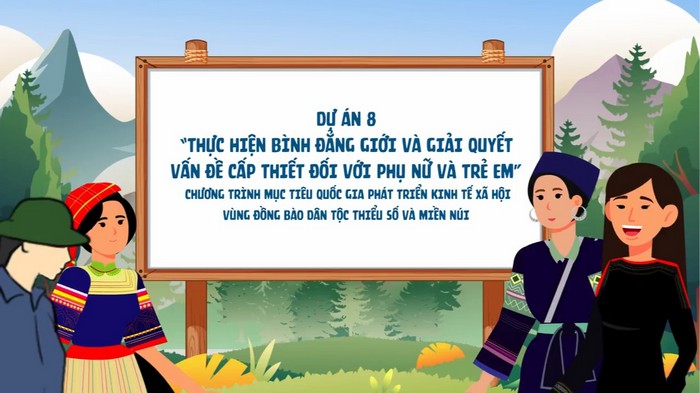 DỰ ÁN 8
“THỰC HIỆN BÌNH ĐẲNG GIỚI VÀ GIẢI QUYẾT
VẤN ĐỀ CẤP THIẾT ĐỐI VỚI PHỤ NỮ VÀ TRẺ EM”
CHƯƠNG TRÌNH MỤC TIÊU QUỐC GIA PHÁT TRIỂN KINH TẾ XÃ HỘI
VÙNG ĐỒNG BÀO DÂN TỘC THIỂU SỐ VÀ MIỀN NÚI